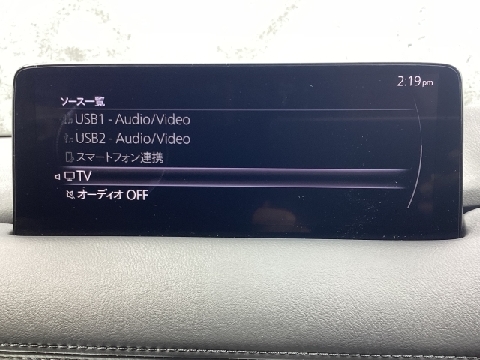 2.19pm
ソース一覧
USB1 - Audio/Video
USB2 - Audio/Video
スマートフォン連携
TV
オーディオ OFF